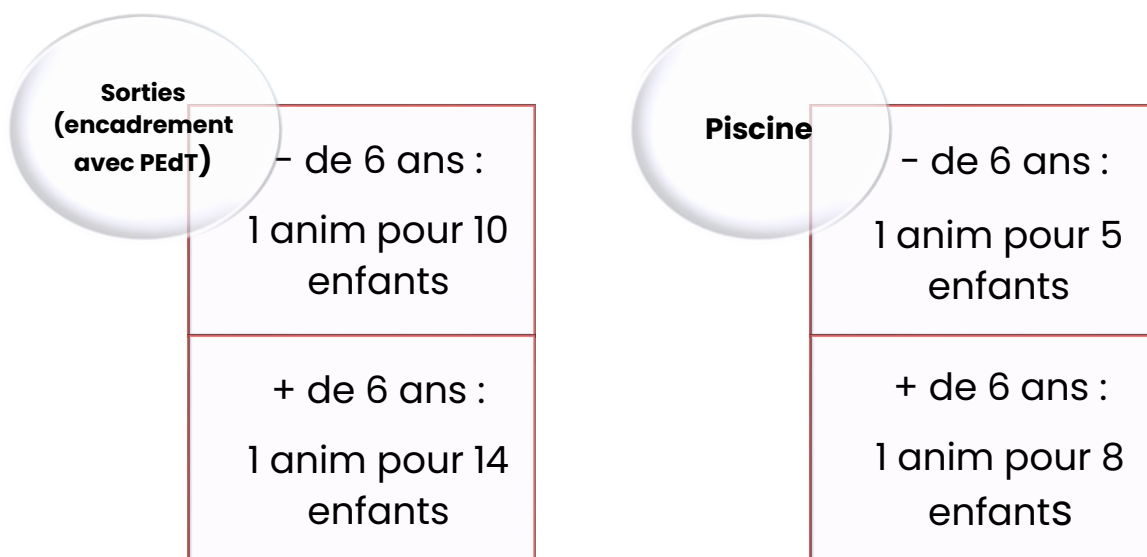 Sorties
(encadrement
avec PEdT)
- de 6 ans :
1 anim pour 10
enfants
+ de 6 ans :
1 anim pour 14
enfants
Piscine
- de 6 ans :
1 anim pour 5
enfants
+ de 6 ans :
1 anim pour 8
enfants